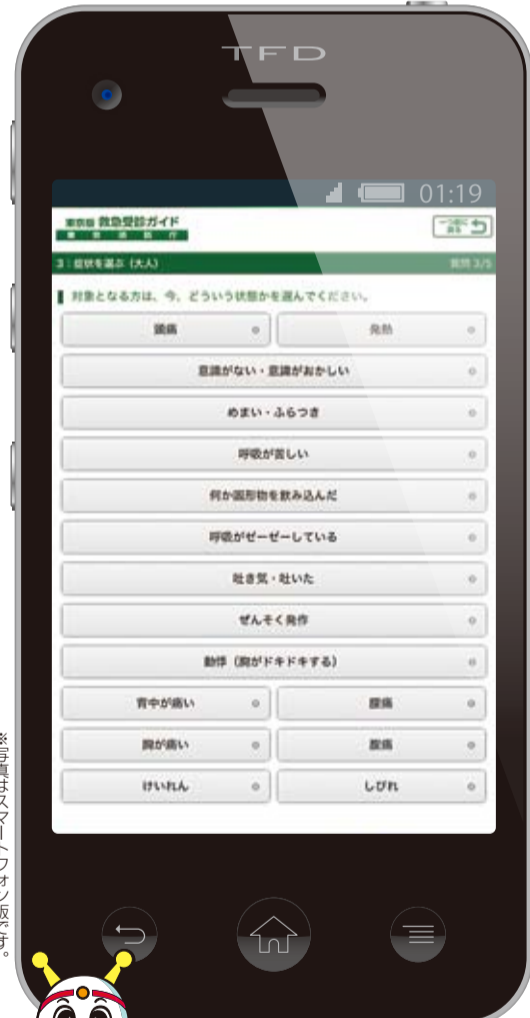 TFD
01:19
東京版 救急受診ガイド
一つ前に
戻る
東京消防庁
3：症状を選ぶ（大人） 質問 3/5
対象となる方は、今、どういう状態かを選んでください。
頭痛 発熱
意識がない・意識がおかしい
めまい・ふらつき
呼吸が苦しい
何か固形物を飲み込んだ
呼吸がゼーゼーしている
吐き気・吐いた
ぜんそく発作
動悸（胸がドキドキする）
背中が痛い 腰痛
胸が痛い 腹痛
けいれん しびれ
※写真はスマートフォン版です。